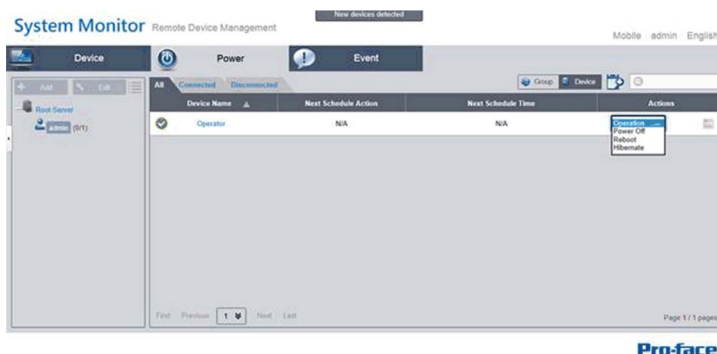 New devices detected
System Monitor Remote Device Management
Mobile admin English
Device Power Event
Add Edit
All Connected Disconnected Group Device
Device Name Next Schedule Action Next Schedule Time Actions
Root Server
admin (0/1)
Operator N/A N/A Operation
Power Off
Reboot
Hibernate
First Previous 1 Next Last Page 1 / 1 pages
Pro-face